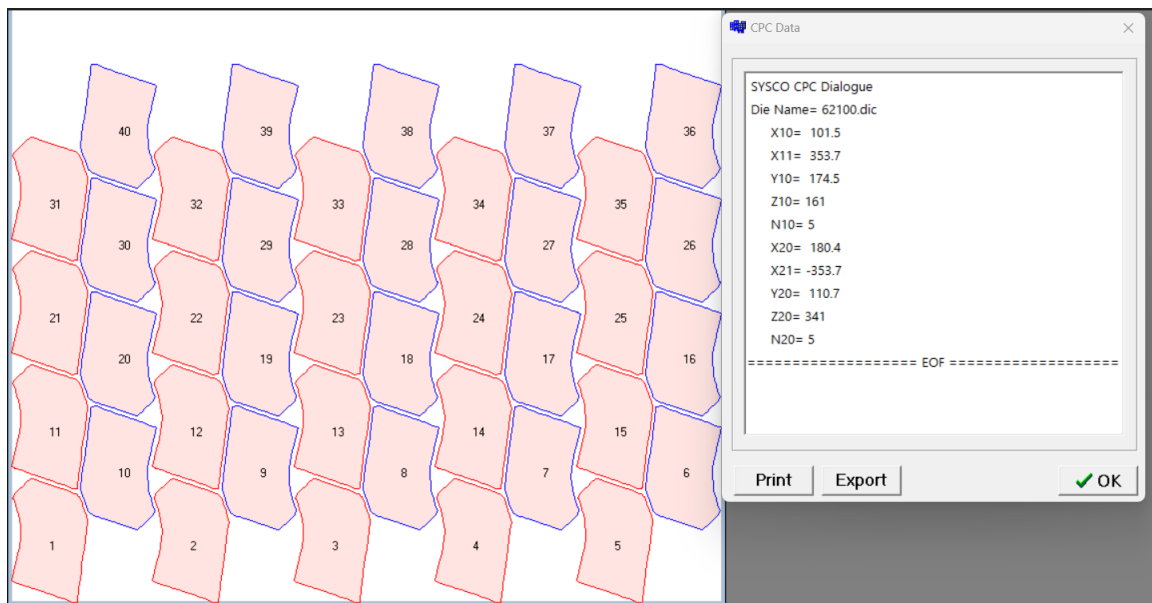 CPC Data
SYSCO CPC Dialogue
Die Name= 62100.dic
X10= 101.5
X11= 353.7
Y10= 174.5
Z10= 161
N10= 5
X20= 180.4
X21= -353.7
Y20= 110.7
Z20= 341
N20= 5
=================== EOF ===================
Print Export OK
40 39 38 37 36
31 32 33 34 35
30 29 28 27 26
21 22 23 24 25
20 19 18 17 16
11 12 13 14 15
10 9 8 7 6
1 2 3 4 5